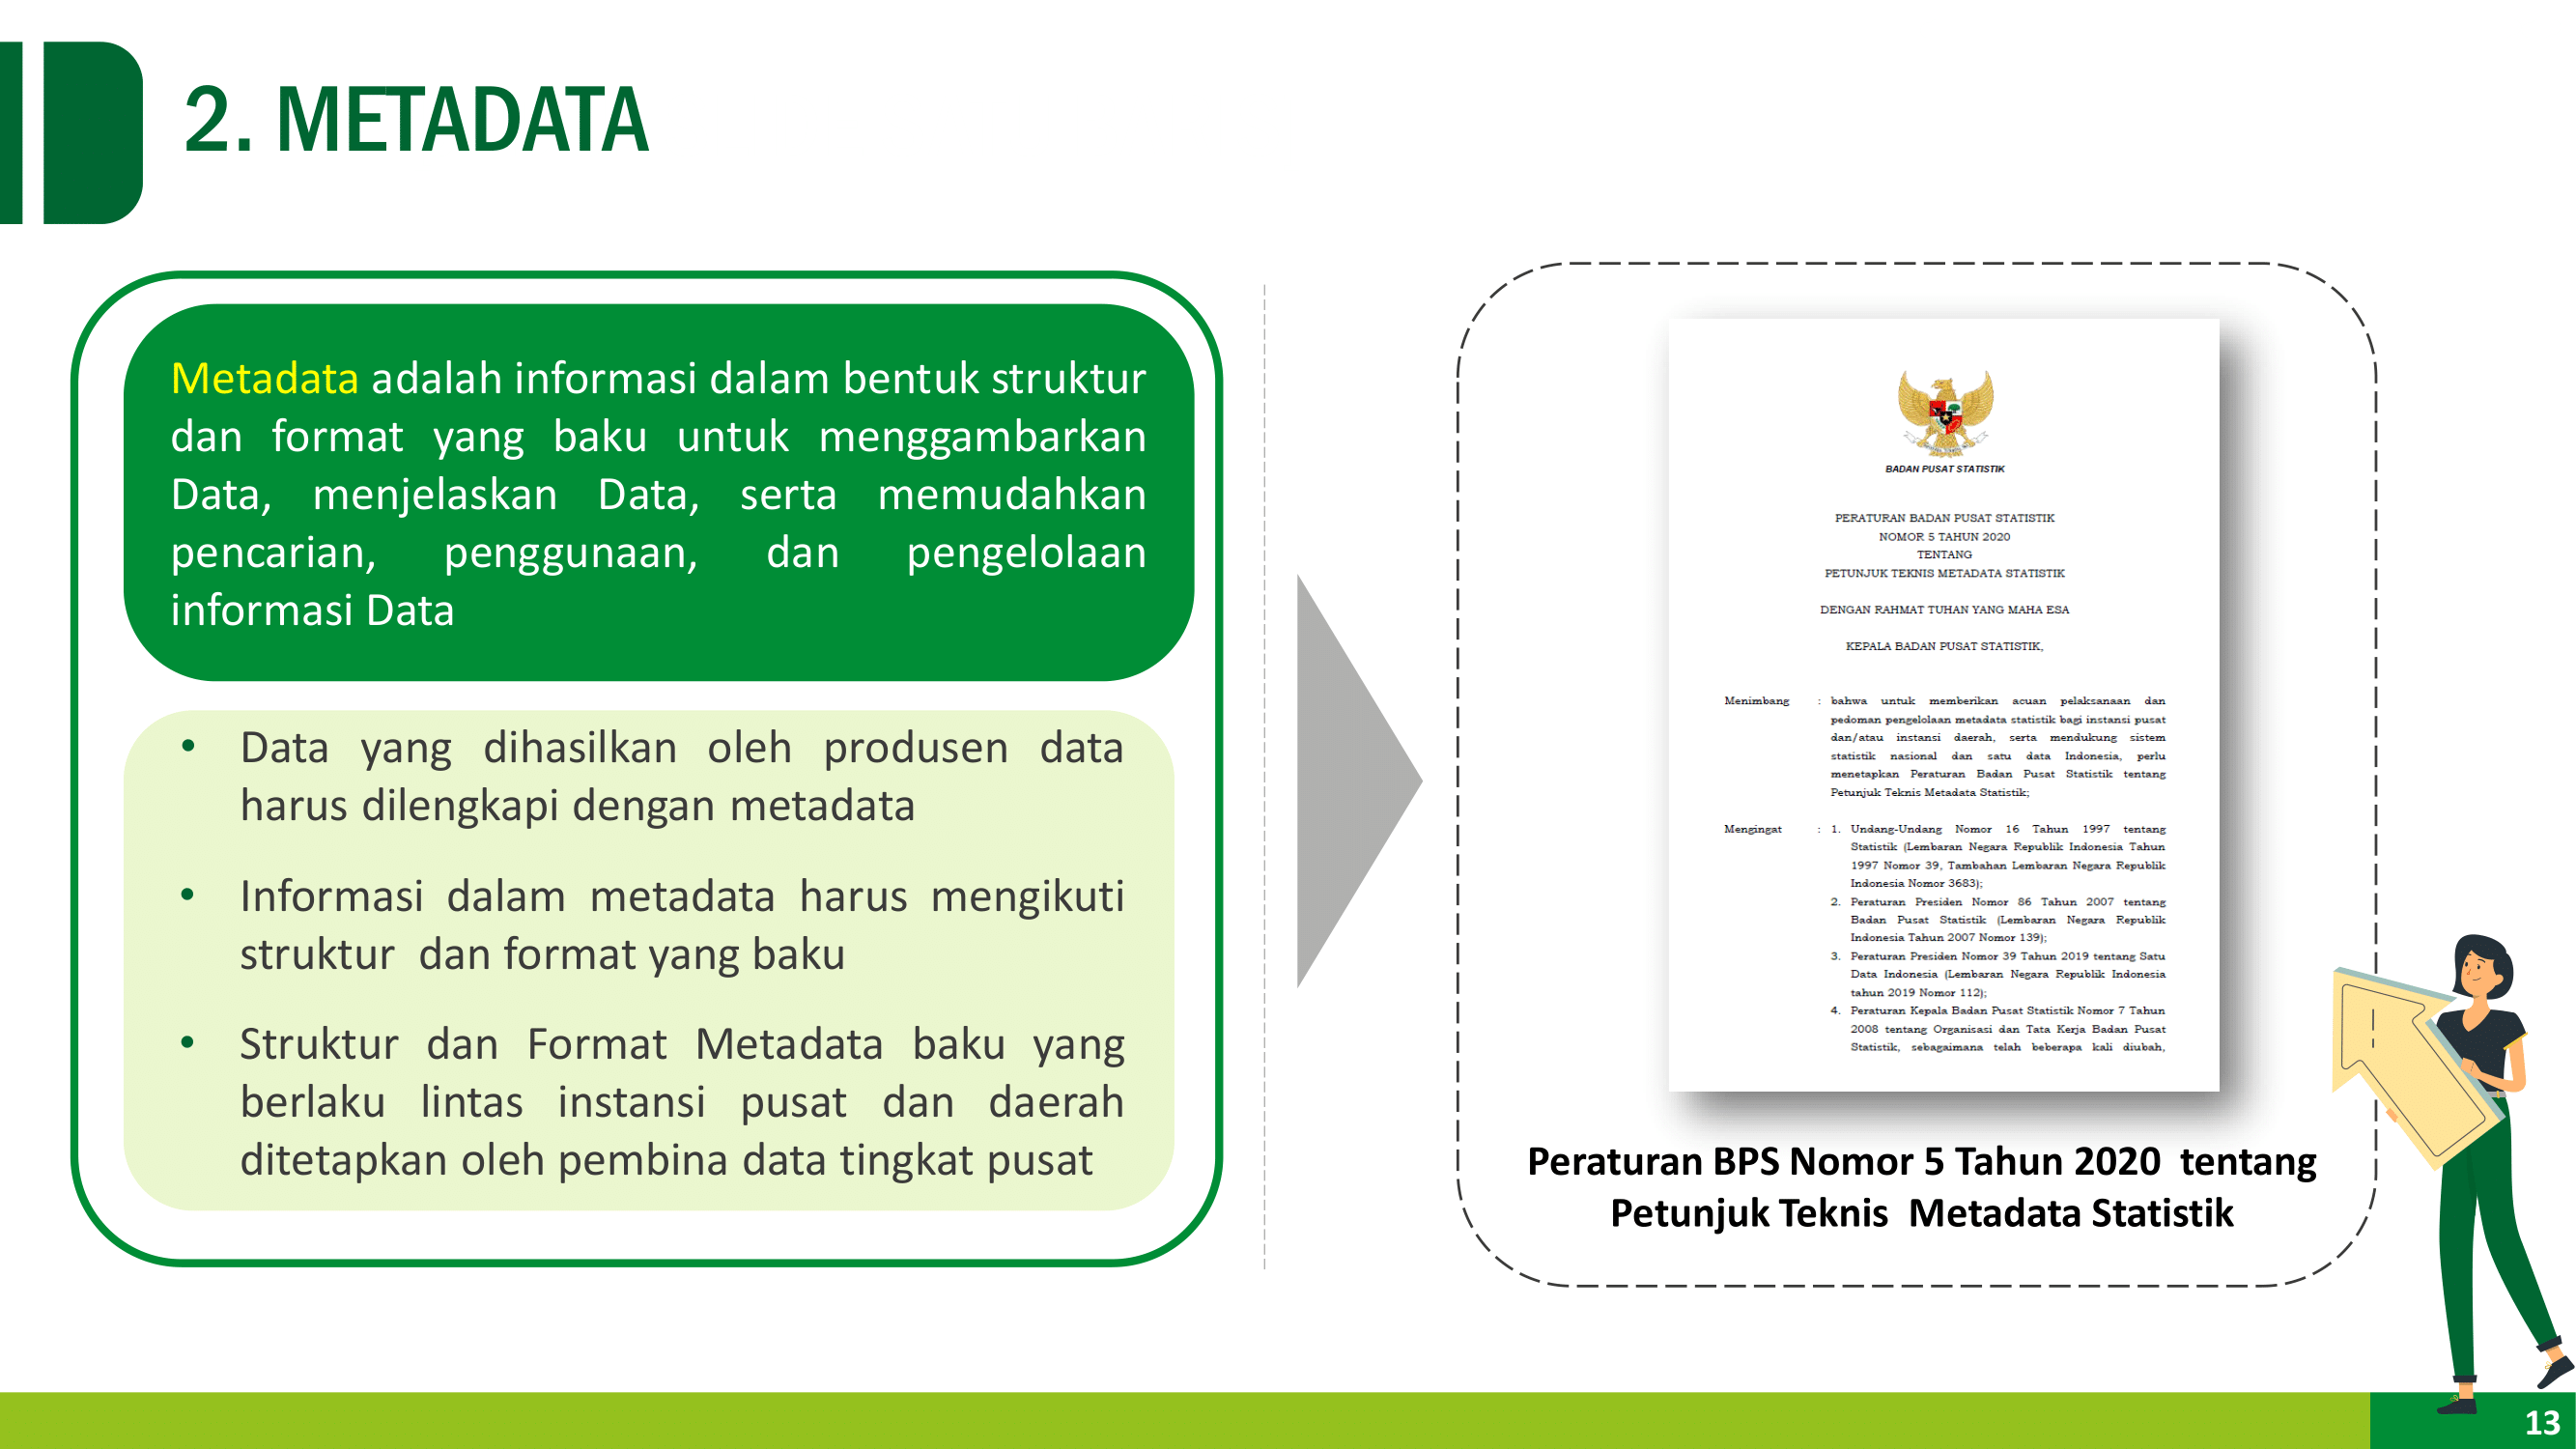 2. METADATA
Metadata adalah informasi dalam bentuk struktur
dan format yang baku untuk menggambarkan
Data, menjelaskan Data, serta memudahkan
pencarian, penggunaan, dan pengelolaan
informasi Data
• Data yang dihasilkan oleh produsen data
harus dilengkapi dengan metadata
• Informasi dalam metadata harus mengikuti
struktur dan format yang baku
• Struktur dan Format Metadata baku yang
berlaku lintas instansi pusat dan daerah
ditetapkan oleh pembina data tingkat pusat
BADAN PUSAT STATISTIK
PERATURAN BADAN PUSAT STATISTIK
NOMOR 5 TAHUN 2020
TENTANG
PETUNJUK TEKNIS METADATA STATISTIK
DENGAN RAHMAT TUHAN YANG MAHA ESA
KEPALA BADAN PUSAT STATISTIK,
Menimbang : bahwa untuk memberikan acuan pelaksanaan dan
pedoman pengelolaan metadata statistik bagi instansi pusat
dan/atau instansi daerah, serta mendukung sistem
statistik nasional dan satu data Indonesia, perlu
menetapkan Peraturan Badan Pusat Statistik tentang
Petunjuk Teknis Metadata Statistik;
Mengingat : 1. Undang-Undang Nomor 16 Tahun 1997 tentang
Statistik (Lembaran Negara Republik Indonesia Tahun
1997 Nomor 39, Tambahan Lembaran Negara Republik
Indonesia Nomor 3683);
2. Peraturan Presiden Nomor 86 Tahun 2007 tentang
Badan Pusat Statistik (Lembaran Negara Republik
Indonesia Tahun 2007 Nomor 139);
3. Peraturan Presiden Nomor 39 Tahun 2019 tentang Satu
Data Indonesia (Lembaran Negara Republik Indonesia
tahun 2019 Nomor 112);
4. Peraturan Kepala Badan Pusat Statistik Nomor 7 Tahun
2008 tentang Organisasi dan Tata Kerja Badan Pusat
Statistik, sebagaimana telah beberapa kali diubah,
Peraturan BPS Nomor 5 Tahun 2020 tentang
Petunjuk Teknis Metadata Statistik
13